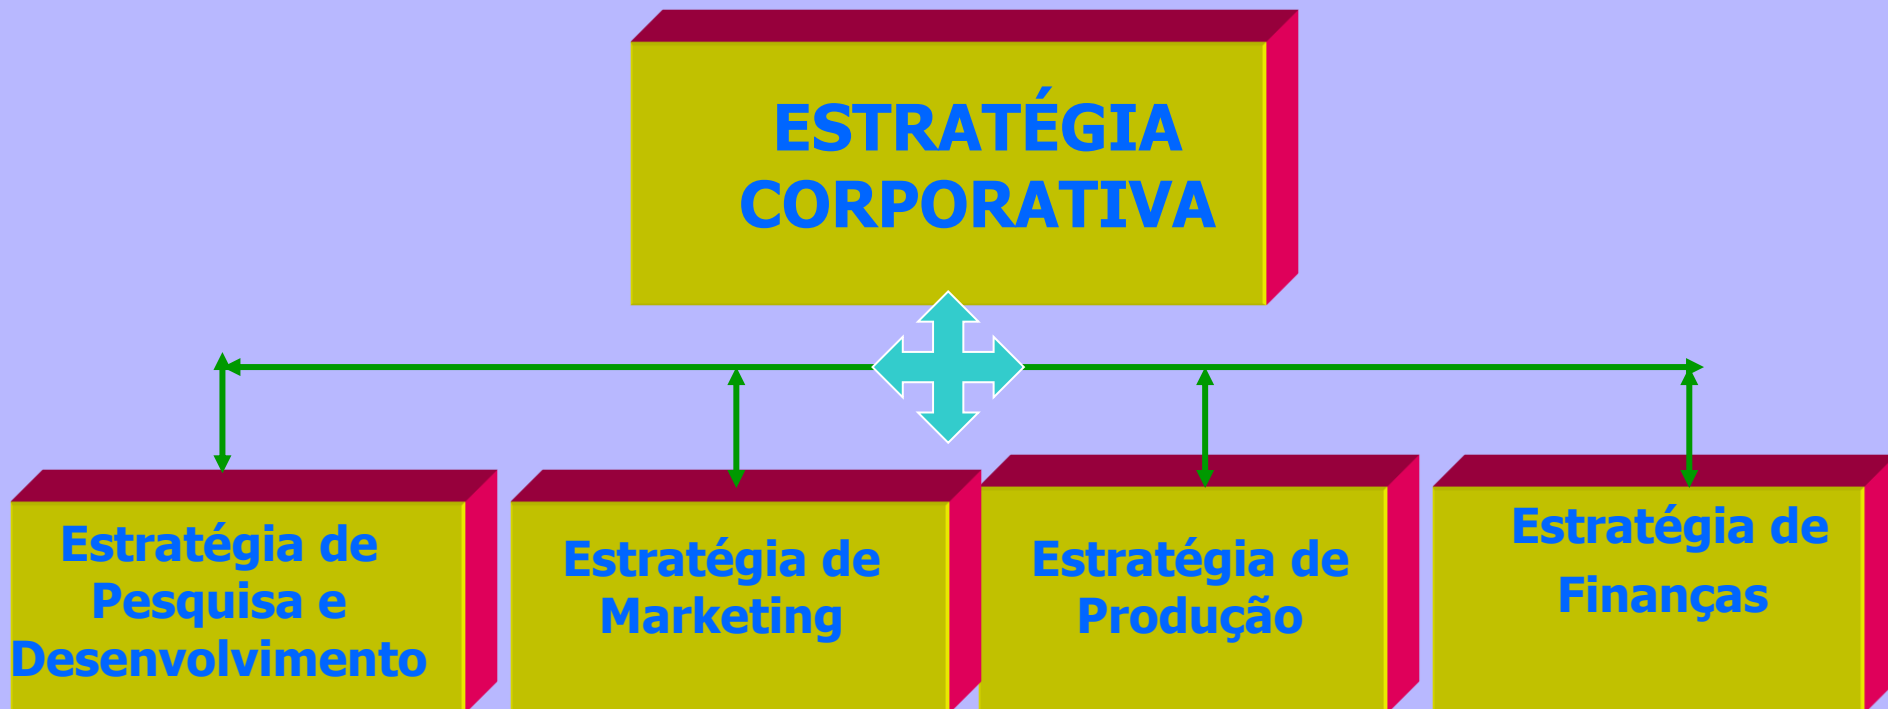 ESTRATÉGIA
CORPORATIVA
Estratégia de
Pesquisa e
Desenvolvimento
Estratégia de
Marketing
Estratégia de
Produção
Estratégia de
Finanças